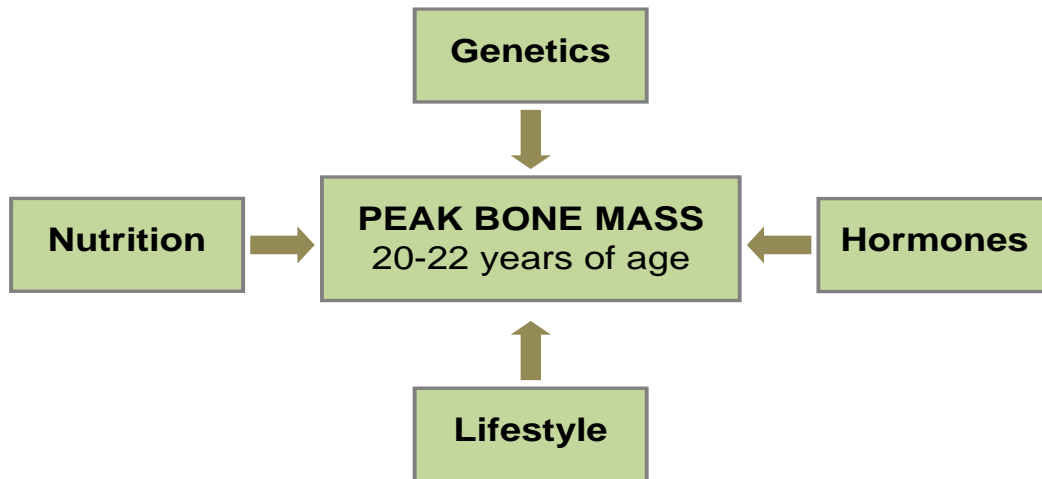 Genetics
Nutrition
PEAK BONE MASS
20-22 years of age
Hormones
Lifestyle